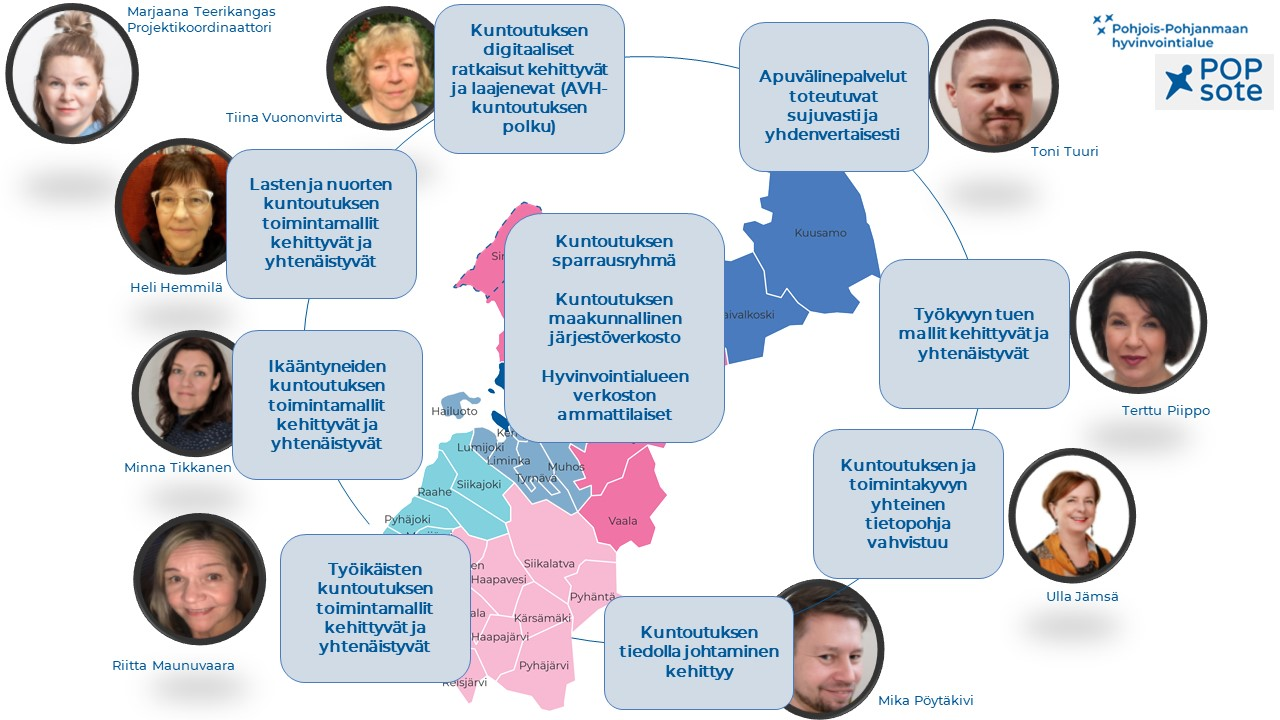 Marjaana Teerikangas
Projektikoordinaattori
Tiina Vuononvirta
Kuntoutuksen
digitaaliset
ratkaisut kehittyvät
ja laajenevat (AVH-
kuntoutuksen
polku)
Apuvälinepalvelut
toteutuvat
sujuvasti ja
yhdenvertaisesti
Toni Tuuri
Pohjois-Pohjanmaan
hyvinvointialue
POP
sote
Lasten ja nuorten
kuntoutuksen
toimintamallit
kehittyvät ja
yhtenäistyvät
Heli Hemmilä
Kuntoutuksen
sparrausryhmä
Kuntoutuksen
maakunnallinen
järjestöverkosto
Hyvinvointialueen
verkoston
ammattilaiset
Työkyvyn tuen
mallit kehittyvät ja
yhtenäistyvät
Terttu Piippo
Ikääntyneiden
kuntoutuksen
toimintamallit
kehittyvät ja
yhtenäistyvät
Minna Tikkanen
Kuntoutuksen ja
toimintakyvyn
yhteinen
tietopohja
vahvistuu
Ulla Jämsä
Työikäisten
kuntoutuksen
toimintamallit
kehittyvät ja
yhtenäistyvät
Riitta Maunuvaara
Kuntoutuksen
tiedolla johtaminen
kehittyy
Mika Pöytäkivi
Kuusamo
aivalkoski
Hailuoto
Lumijoki
Liminka
Muhos
Tyrnävä
Siikajoki
Raahe
Pyhäjoki
Vaala
Siikalatva
Haapavesi
Pyhäntä
Kärsämäki
Haapajärvi
Pyhäjärvi
Reisjärvi